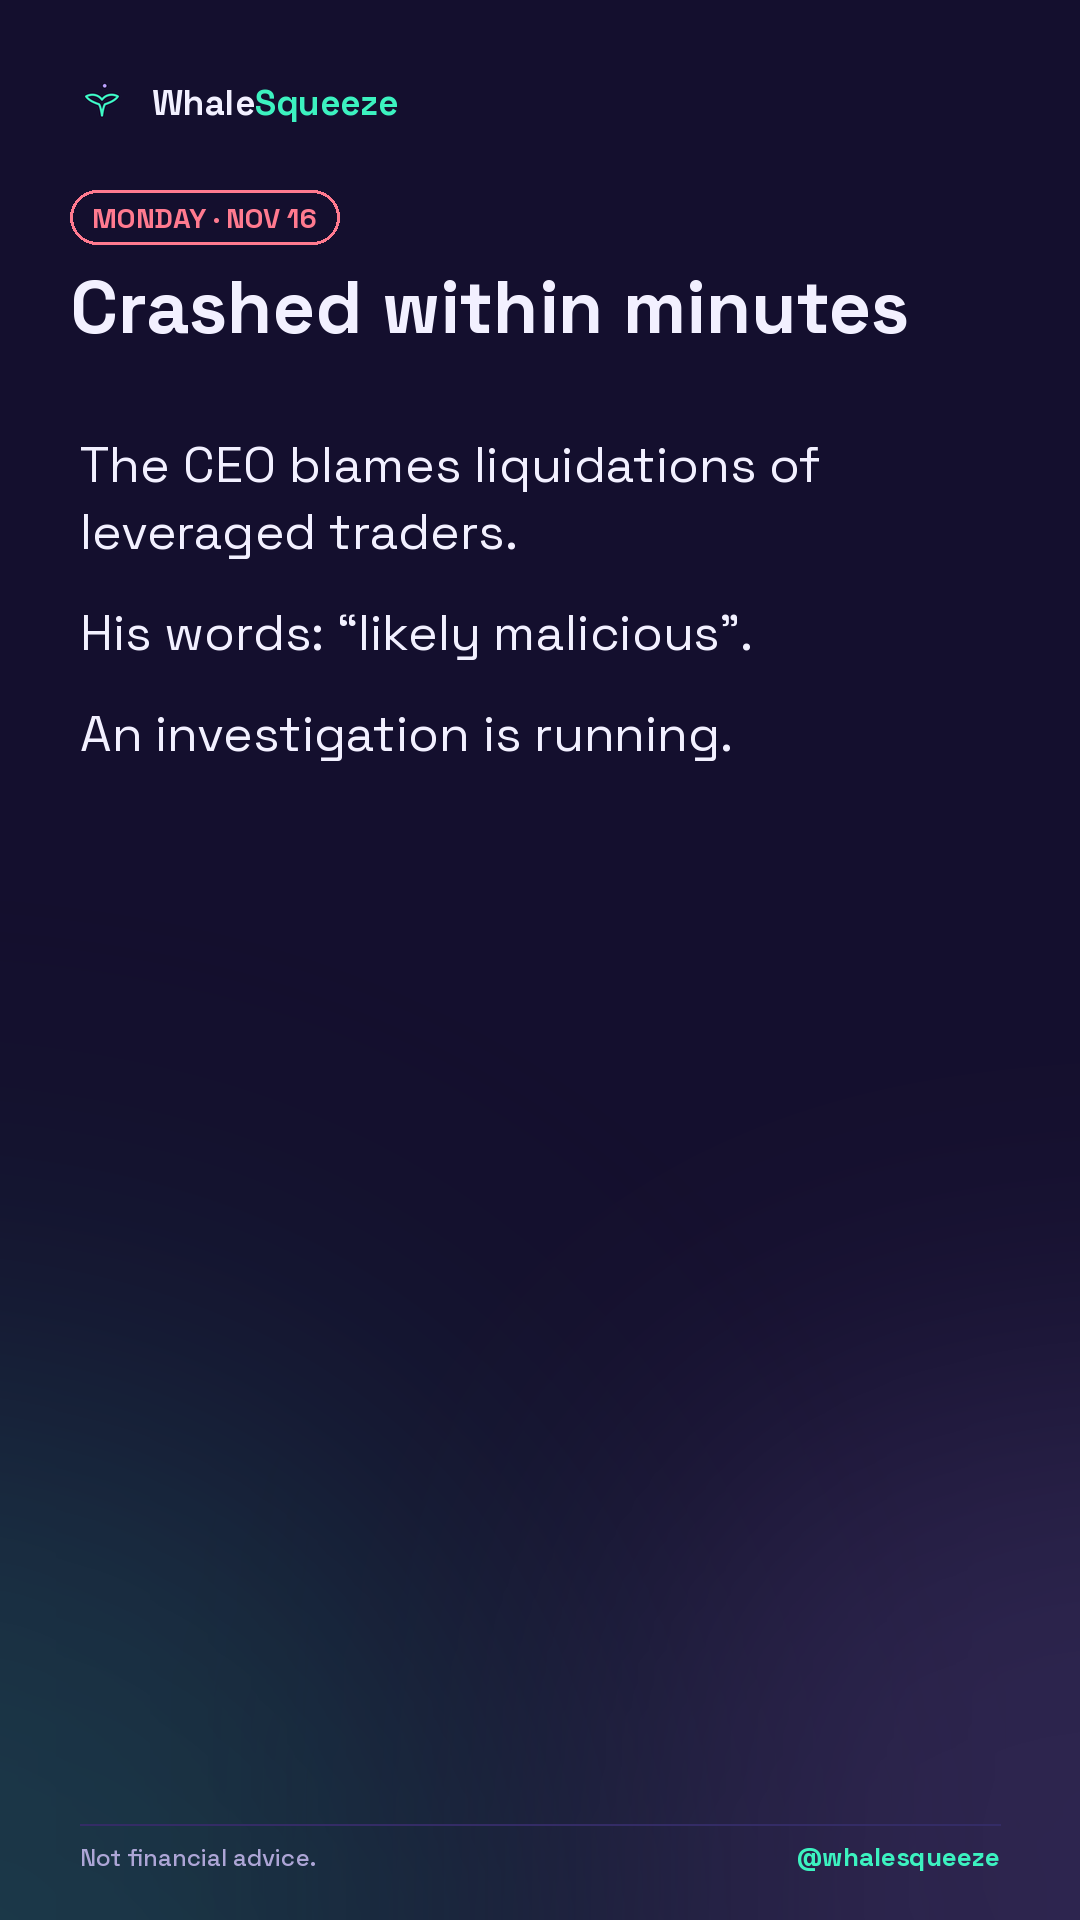 WhaleSqueeze
MONDAY · NOV 16
Crashed within minutes
The CEO blames liquidations of
leveraged traders.
His words: “likely malicious”.
An investigation is running.
Not financial advice.
@whalesqueeze